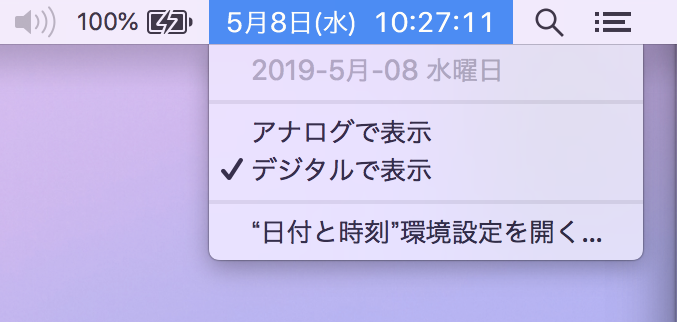 100% 5月8日(水) 10:27:11
2019-5月-08 水曜日
アナログで表示
デジタルで表示
“日付と時刻”環境設定を開く...